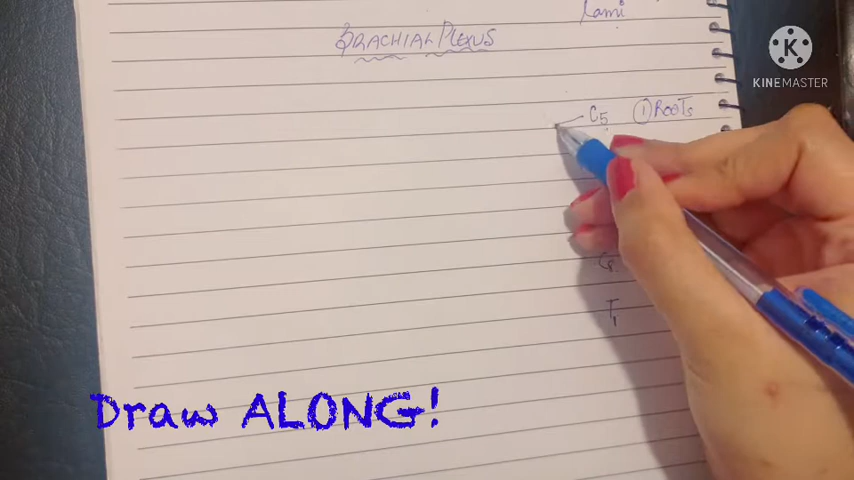 Rami
BRACHIAL PLEXUS
KINEMASTER
C5 ① ROOTS
C8
T1
Draw ALONG!